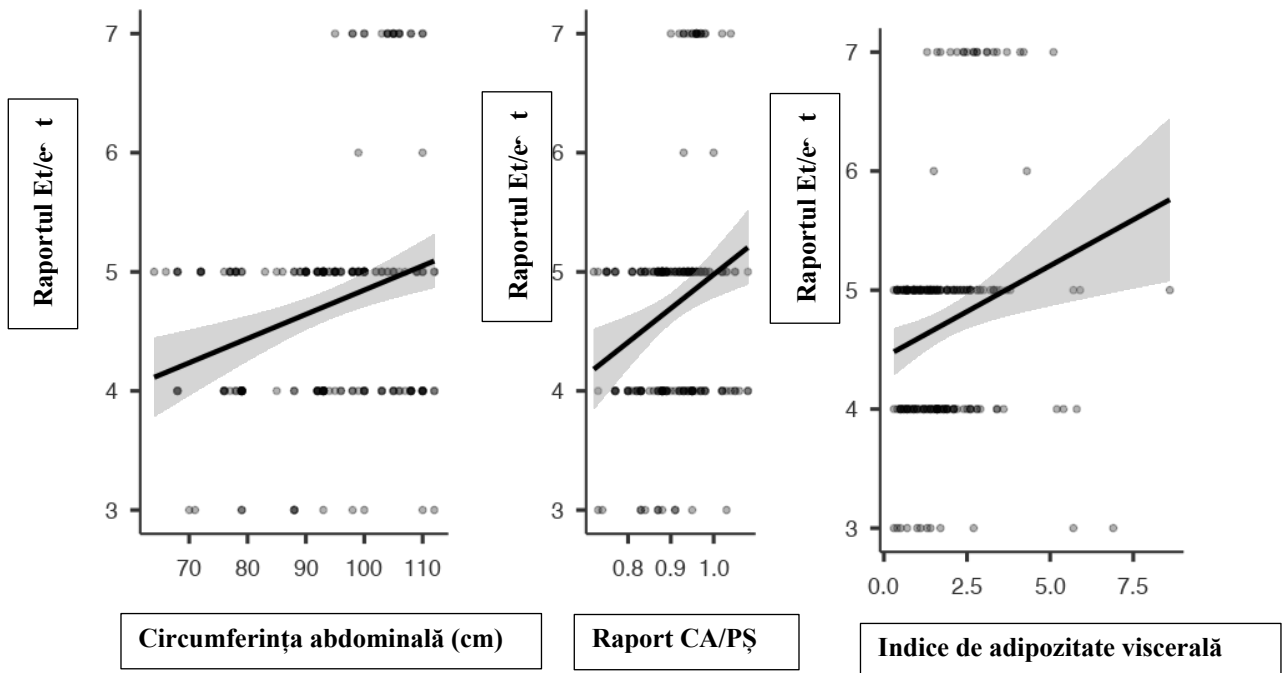 7
6
5
4
3
Raportul Et/e
70 80 90 100 110
Circumferința abdominală (cm)
7
6
5
4
3
Raportul Et/e
0.8 0.9 1.0
Raport CA/PȘ
7
6
5
4
3
Raportul Et/e
0.0 2.5 5.0 7.5
Indice de adipozitate viscerală